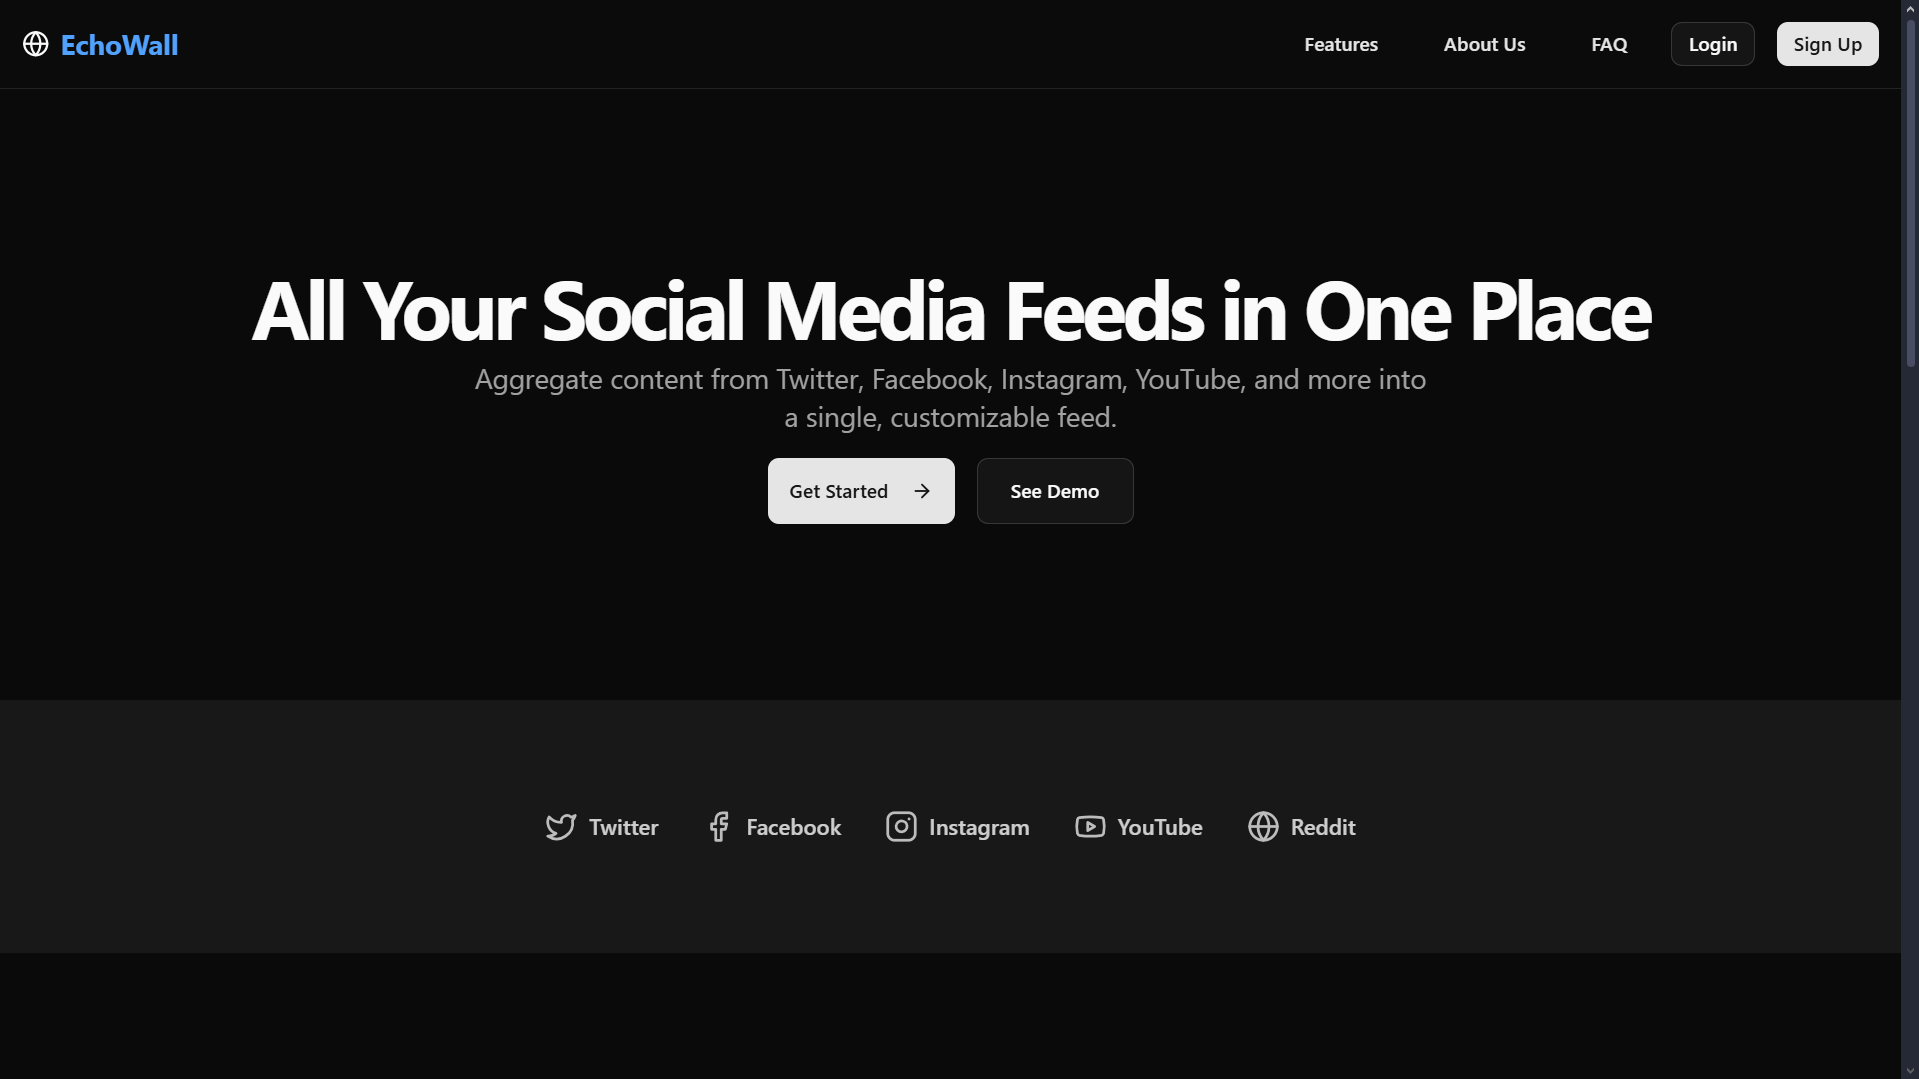 EchoWall
Features
About Us
FAQ
Login
Sign Up
All Your Social Media Feeds in One Place
Aggregate content from Twitter, Facebook, Instagram, YouTube, and more into
a single, customizable feed.
Get Started
See Demo
Twitter
Facebook
Instagram
YouTube
Reddit